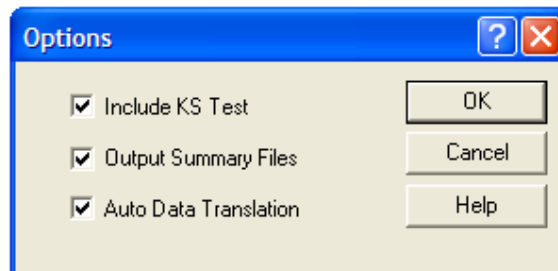 Options
?
Include KS Test
OK
Output Summary Files
Cancel
Auto Data Translation
Help